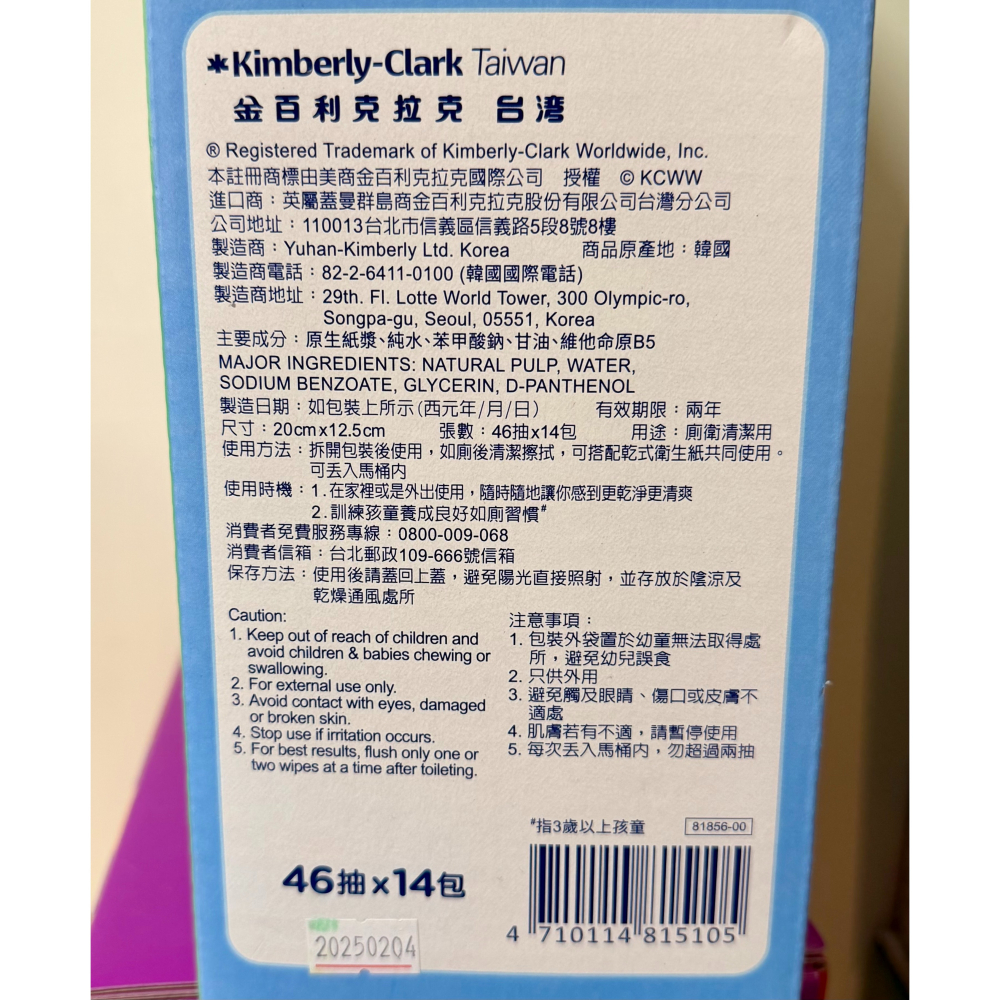 *Kimberly-Clark Taiwan
金百利克拉克 台灣
® Registered Trademark of Kimberly-Clark Worldwide, Inc.
本註冊商標由美商金百利克拉克國際公司 授權 © KCWW
進口商：英屬蓋曼群島商金百利克拉克股份有限公司台灣分公司
公司地址：110013台北市信義區信義路5段8號8樓
製造商：Yuhan-Kimberly Ltd. Korea 商品原產地：韓國
製造商電話：82-2-6411-0100 (韓國國際電話)
製造商地址：29th. Fl. Lotte World Tower, 300 Olympic-ro,
Songpa-gu, Seoul, 05551, Korea
主要成分：原生紙漿、純水、苯甲酸鈉、甘油、維他命原B5
MAJOR INGREDIENTS: NATURAL PULP, WATER,
SODIUM BENZOATE, GLYCERIN, D-PANTHENOL
製造日期：如包裝上所示(西元年/月/日) 有效期限：兩年
尺寸：20cmx12.5cm 張數：46抽x14包 用途：廁衛清潔用
使用方法：拆開包裝後使用，如廁後清潔擦拭，可搭配乾式衛生紙共同使用。
可丟入馬桶內
使用時機：1.在家裡或是外出使用，隨時隨地讓你感到更乾淨更清爽
2.訓練孩童養成良好如廁習慣#
消費者免費服務專線：0800-009-068
消費者信箱：台北郵政109-666號信箱
保存方法：使用後請蓋回上蓋，避免陽光直接照射，並存放於陰涼及
乾燥通風處所
Caution:
1. Keep out of reach of children and
avoid children & babies chewing or
swallowing.
2. For external use only.
3. Avoid contact with eyes, damaged
or broken skin.
4. Stop use if irritation occurs.
5. For best results, flush only one or
two wipes at a time after toileting.
注意事項：
1. 包裝外袋置於幼童無法取得處
所，避免幼兒誤食
2. 只供外用
3. 避免觸及眼睛、傷口或皮膚不
適處
4. 肌膚若有不適，請暫停使用
5. 每次丟入馬桶內，勿超過兩抽
#指3歲以上孩童 81856-00
46抽x14包
4 710114 815105
20250204